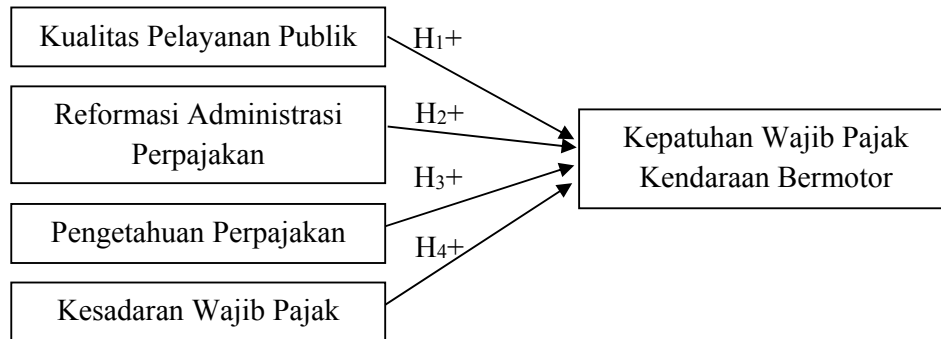 Kualitas Pelayanan Publik
H1+
Reformasi Administrasi
Perpajakan
H2+
Kepatuhan Wajib Pajak
Kendaraan Bermotor
H3+
Pengetahuan Perpajakan
H4+
Kesadaran Wajib Pajak